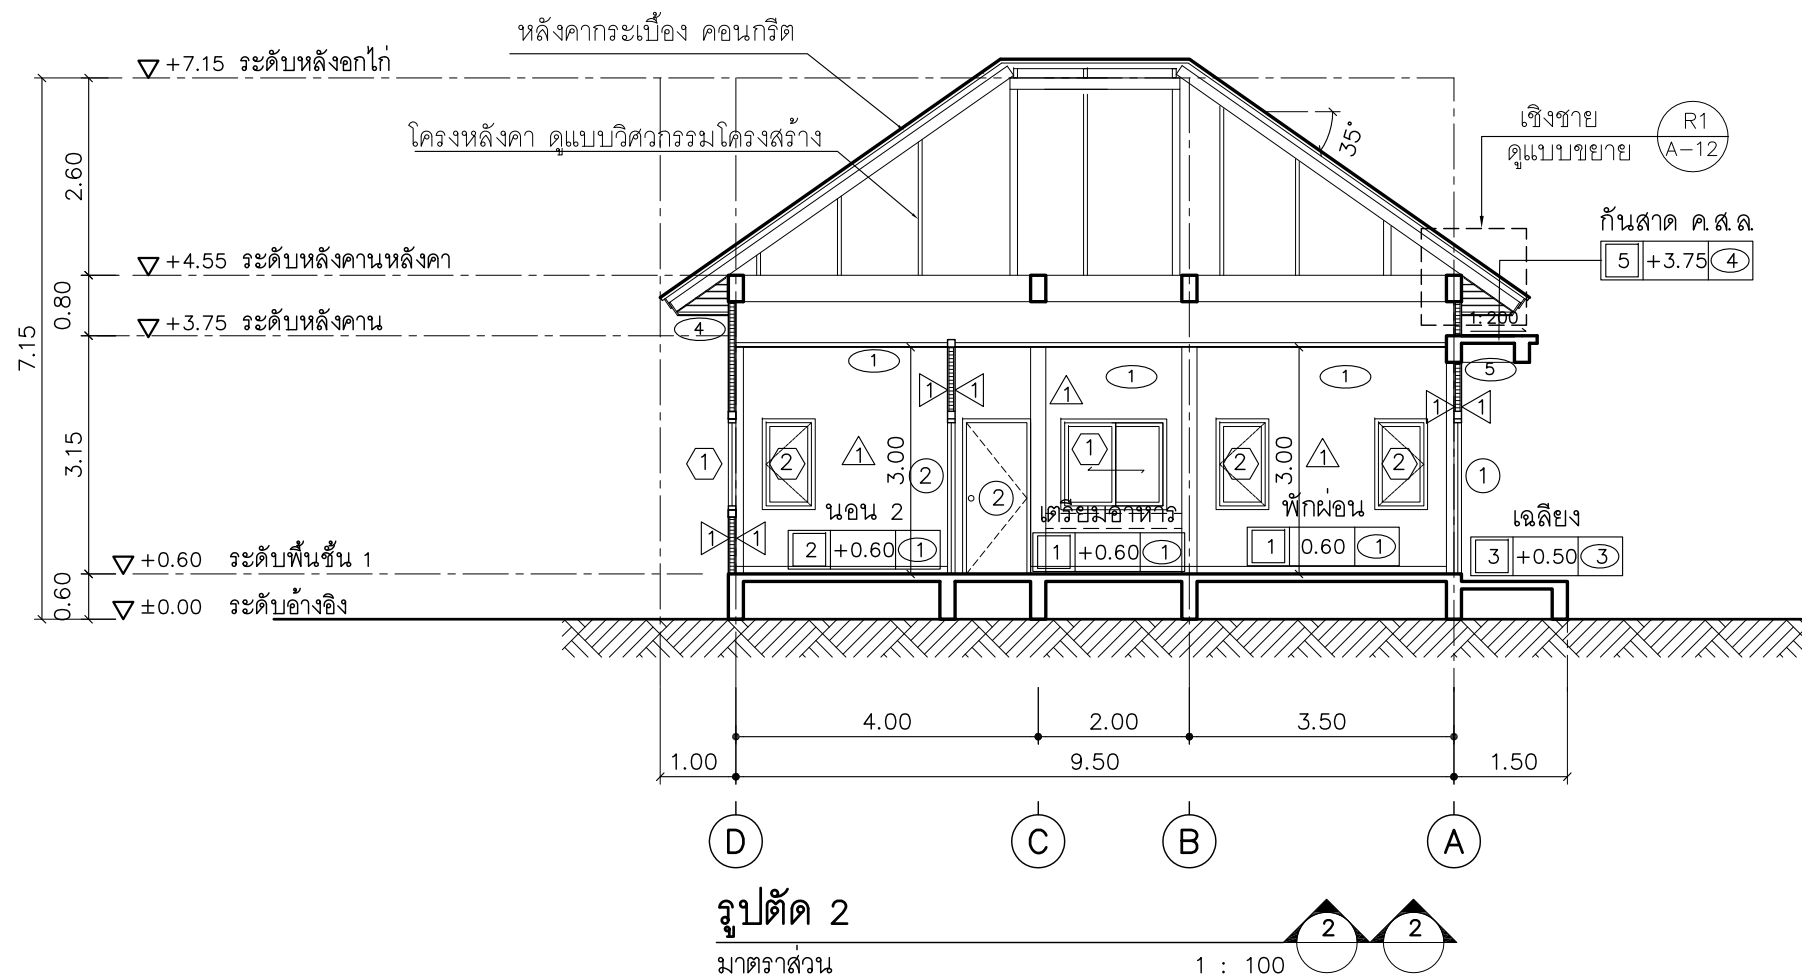 หลังคากระเบื้อง คอนกรีต
+7.15 ระดับหลังอกไก่
โครงหลังคา ดูแบบวิศวกรรมโครงสร้าง
35°
เชิงชาย
ดูแบบขยาย
R1
A-12
2.60
กันสาด ค.ส.ล.
5 +3.75 4
+4.55 ระดับหลังคานหลังคา
0.80
+3.75 ระดับหลังคาน
7.15
4
1:200
1
1
1
5
1 1
1
1 1
3.15
1
2
1
3.00
2
2
1
2
3.00
1
2
1
นอน 2
เตรียมอาหาร
พักผ่อน
เฉลียง
1 1
2 +0.60 1
1 +0.60 1
1 0.60 1
3 +0.50 3
+0.60 ระดับพื้นชั้น 1
0.60
±0.00 ระดับอ้างอิง
4.00
2.00
3.50
1.00
9.50
1.50
D
C
B
A
รูปตัด 2
2 2
มาตราส่วน 1 : 100